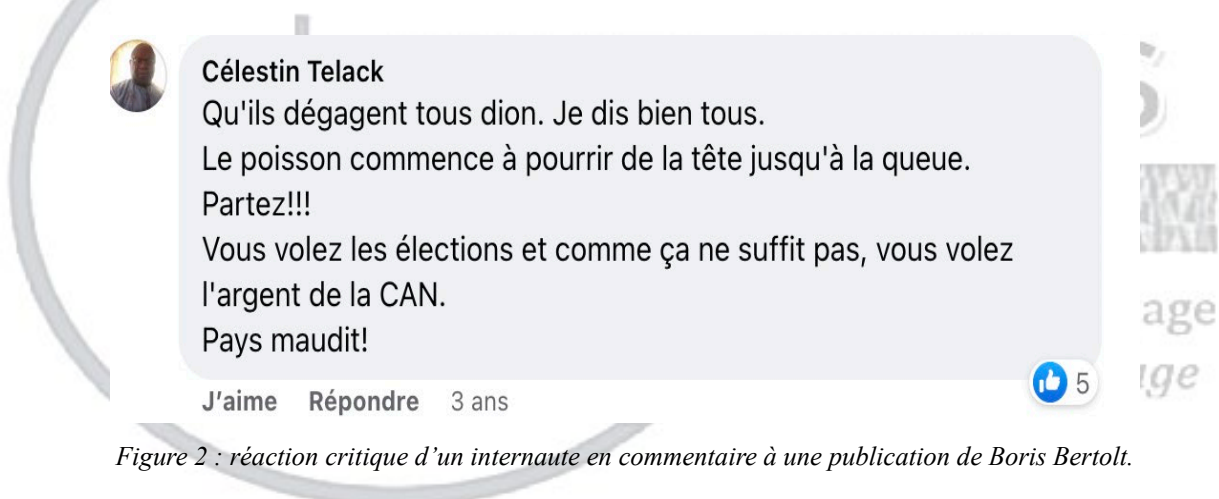 Célestin Telack
Qu'ils dégagent tous dion. Je dis bien tous.
Le poisson commence à pourrir de la tête jusqu'à la queue.
Partez!!!
Vous volez les élections et comme ça ne suffit pas, vous volez
l'argent de la CAN.
Pays maudit!
J'aime Répondre 3 ans
5
age
Figure 2 : réaction critique d'un internaute en commentaire à une publication de Boris Bertolt.